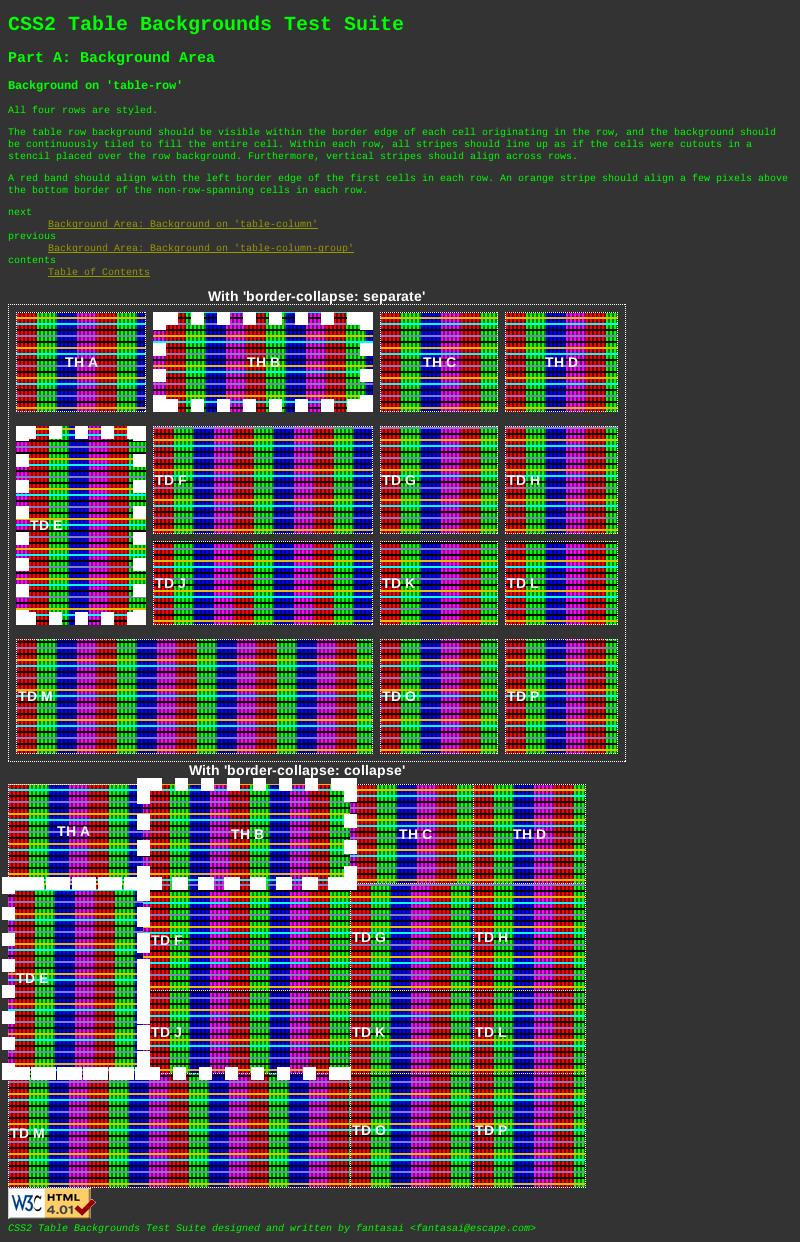 CSS2 Table Backgrounds Test Suite
Part A: Background Area
Background on 'table-row'
All four rows are styled.
The table row background should be visible within the border edge of each cell originating in the row, and the background should
be continuously tiled to fill the entire cell. Within each row, all stripes should line up as if the cells were cutouts in a
stencil placed over the row background. Furthermore, vertical stripes should align across rows.
A red band should align with the left border edge of the first cells in each row. An orange stripe should align a few pixels above
the bottom border of the non-row-spanning cells in each row.
next
Background Area: Background on 'table-column'
previous
Background Area: Background on 'table-column-group'
contents
Table of Contents
With 'border-collapse: separate'
TH A TH B TH C TH D
TD F TD G TD H
TD E
TD J TD K TD L
TD M TD O TD P
With 'border-collapse: collapse'
TH A TH B TH C TH D
TD F TD G TD H
TD E
TD J TD K TD L
TD M TD O TD P
W3C HTML 4.01
CSS2 Table Backgrounds Test Suite designed and written by fantasai <fantasai@escape.com>